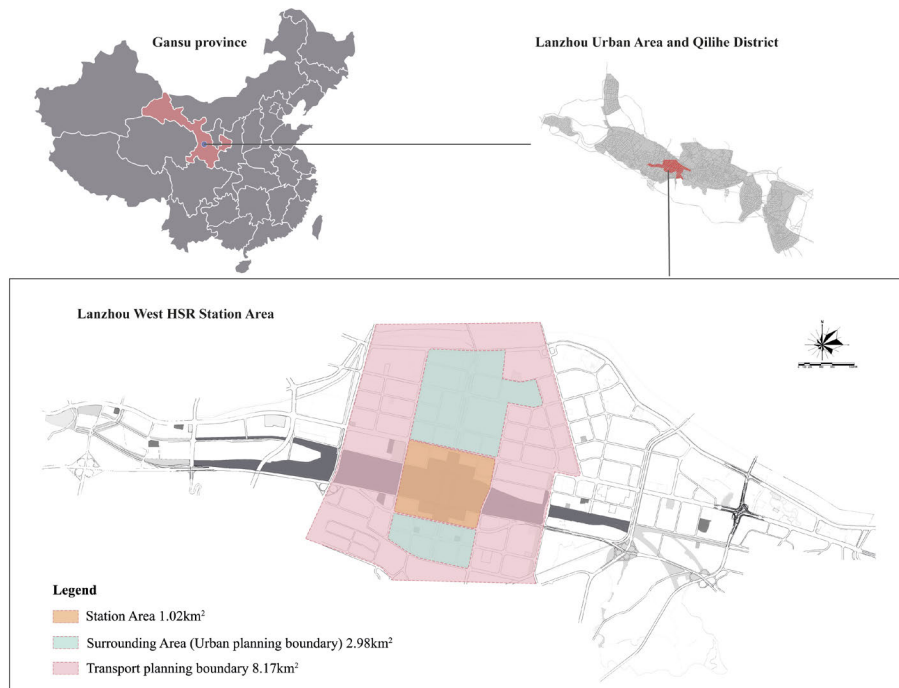 Gansu province
Lanzhou Urban Area and Qilihe District
Lanzhou West HSR Station Area
N
Legend
Station Area 1.02km²
Surrounding Area (Urban planning boundary) 2.98km²
Transport planning boundary 8.17km²